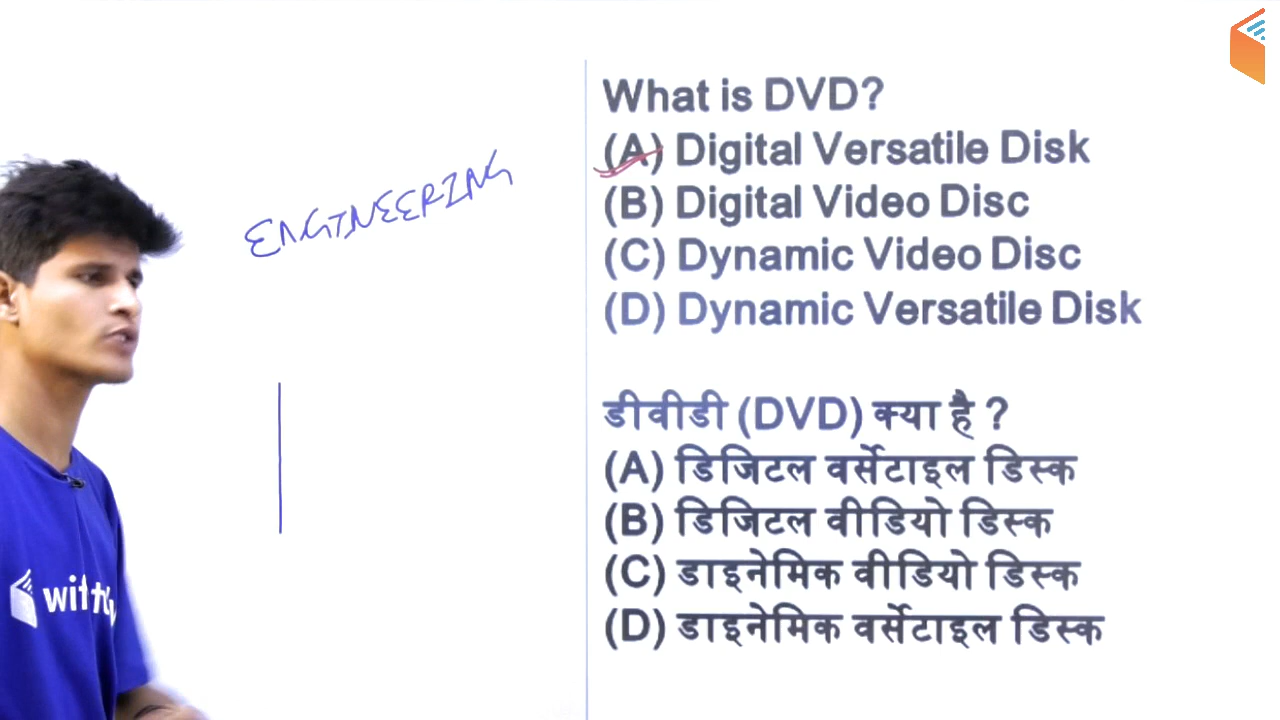 ENGINEERING
What is DVD?
(A) Digital Versatile Disk
(B) Digital Video Disc
(C) Dynamic Video Disc
(D) Dynamic Versatile Disk
डीवीडी (DVD) क्या है ?
(A) डिजिटल वर्सेटाइल डिस्क
(B) डिजिटल वीडियो डिस्क
(C) डाइनेमिक वीडियो डिस्क
(D) डाइनेमिक वर्सेटाइल डिस्क